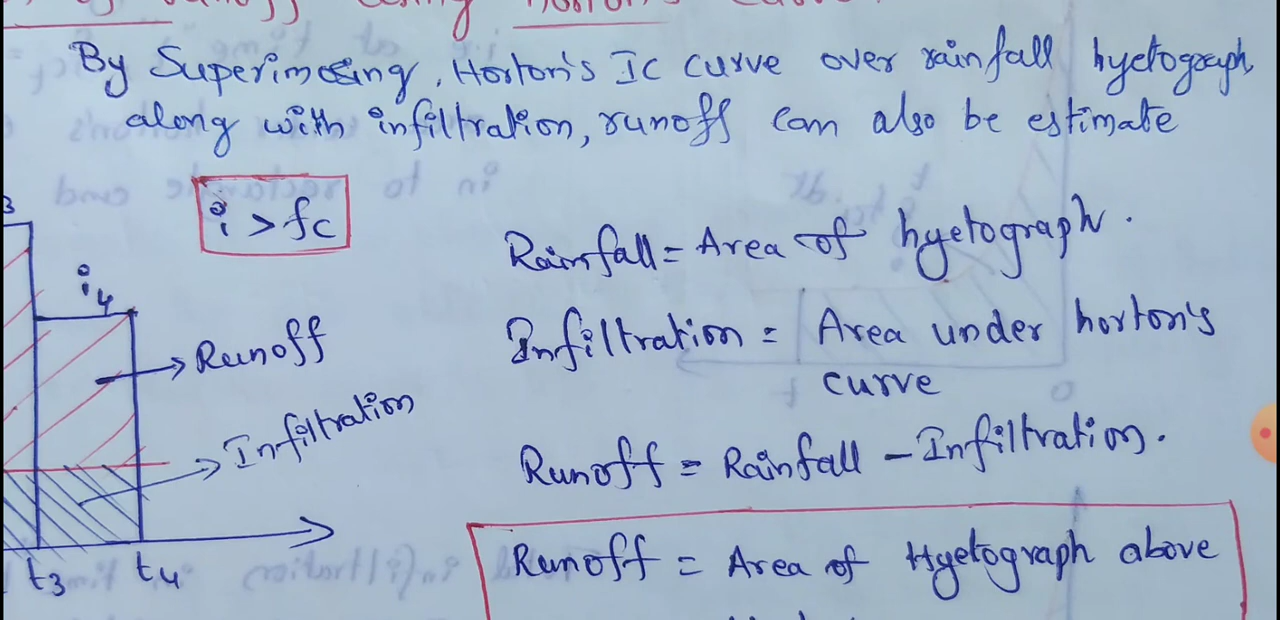 By Superimosing, Horton's Ic curve over rainfall hyetograph,
along with infiltration, runoff can also be estimate
i > fc
Rainfall = Area of hyetograph.
i4
Infiltration = Area under horton's
curve
Runoff
Infiltration
Runoff = Rainfall - Infiltration.
t3 t4
Runoff = Area of Hyetograph above